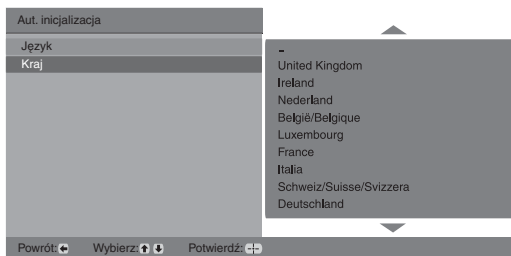 Aut. inicjalizacja
Język
Kraj
-
United Kingdom
Ireland
Nederland
België/Belgique
Luxembourg
France
Italia
Schweiz/Suisse/Svizzera
Deutschland
Powrót: Wybierz: Potwierdź: